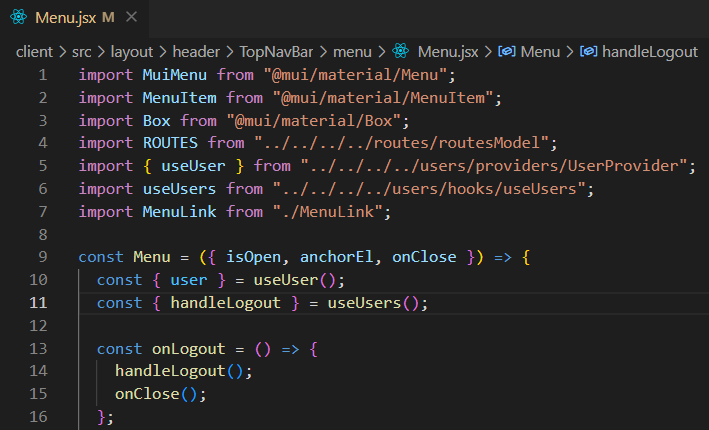 Menu.jsx M
client > src > layout > header > TopNavBar > menu > Menu.jsx > Menu > handleLogout
1 import MuiMenu from "@mui/material/Menu";
2 import MenuItem from "@mui/material/MenuItem";
3 import Box from "@mui/material/Box";
4 import ROUTES from "../../../../routes/routesModel";
5 import { useUser } from "../../../../users/providers/UserProvider";
6 import useUsers from "../../../../users/hooks/useUsers";
7 import MenuLink from "./MenuLink";
8
9 const Menu = ({ isOpen, anchorEl, onClose }) => {
10 const { user } = useUser();
11 const { handleLogout } = useUsers();
12
13 const onLogout = () => {
14 handleLogout();
15 onClose();
16 };